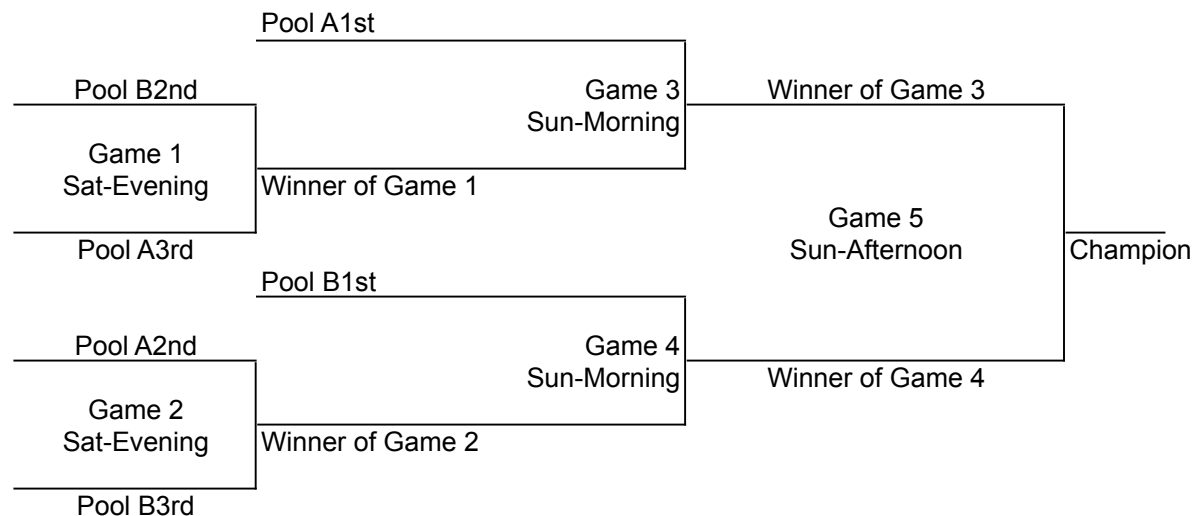 Pool A1st
Pool B2nd
Game 3
Sun-Morning
Winner of Game 3
Game 1
Sat-Evening
Winner of Game 1
Pool A3rd
Game 5
Sun-Afternoon
Champion
Pool B1st
Pool A2nd
Game 4
Sun-Morning
Winner of Game 4
Game 2
Sat-Evening
Winner of Game 2
Pool B3rd